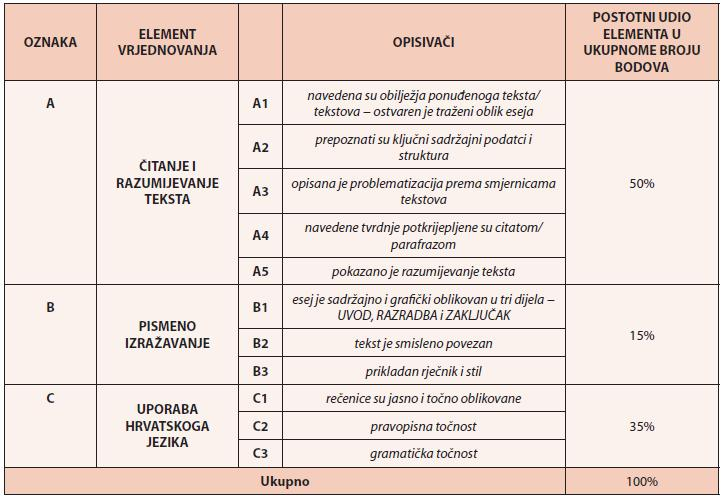 OZNAKA
ELEMENT
VRJEDNOVANJA
OPISIVAČI
POSTOTNI UDIO
ELEMENTA U
UKUPNOME BROJU
BODOVA
A
ČITANJE I
RAZUMIJEVANJE
TEKSTA
A1
navedena su obilježja ponuđenoga teksta/
tekstova – ostvaren je traženi oblik eseja
A2
prepoznati su ključni sadržajni podatci i
struktura
A3
opisana je problematizacija prema smjernicama
tekstova
A4
navedene tvrdnje potkrijepljene su citatom/
parafrazom
A5
pokazano je razumijevanje teksta
50%
B
PISMENO
IZRAŽAVANJE
B1
esej je sadržajno i grafički oblikovan u tri dijela –
UVOD, RAZRADBA i ZAKLJUČAK
B2
tekst je smisleno povezan
B3
prikladan rječnik i stil
15%
C
UPORABA
HRVATSKOGA
JEZIKA
C1
rečenice su jasno i točno oblikovane
C2
pravopisna točnost
C3
gramatička točnost
35%
Ukupno
100%